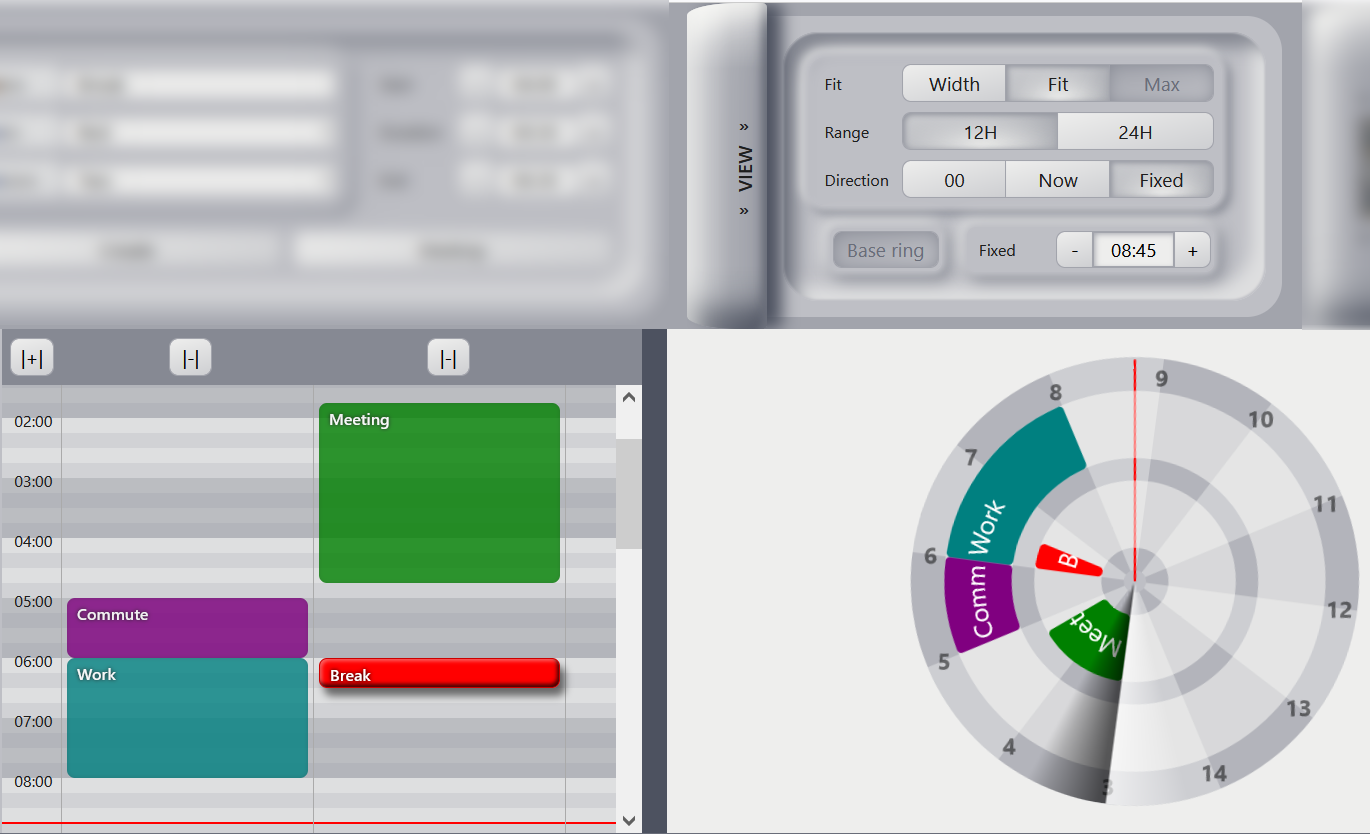 Fit Width Fit Max
Range 12H 24H
Direction 00 Now Fixed
» VIEW »
Base ring Fixed - 08:45 +
|+| |-| |-|
02:00
03:00
04:00
05:00
06:00
07:00
08:00
Meeting
Commute
Work
Break
8
9
10
11
12
13
14
3
4
5
6
7
Work
Comm
B
Meet